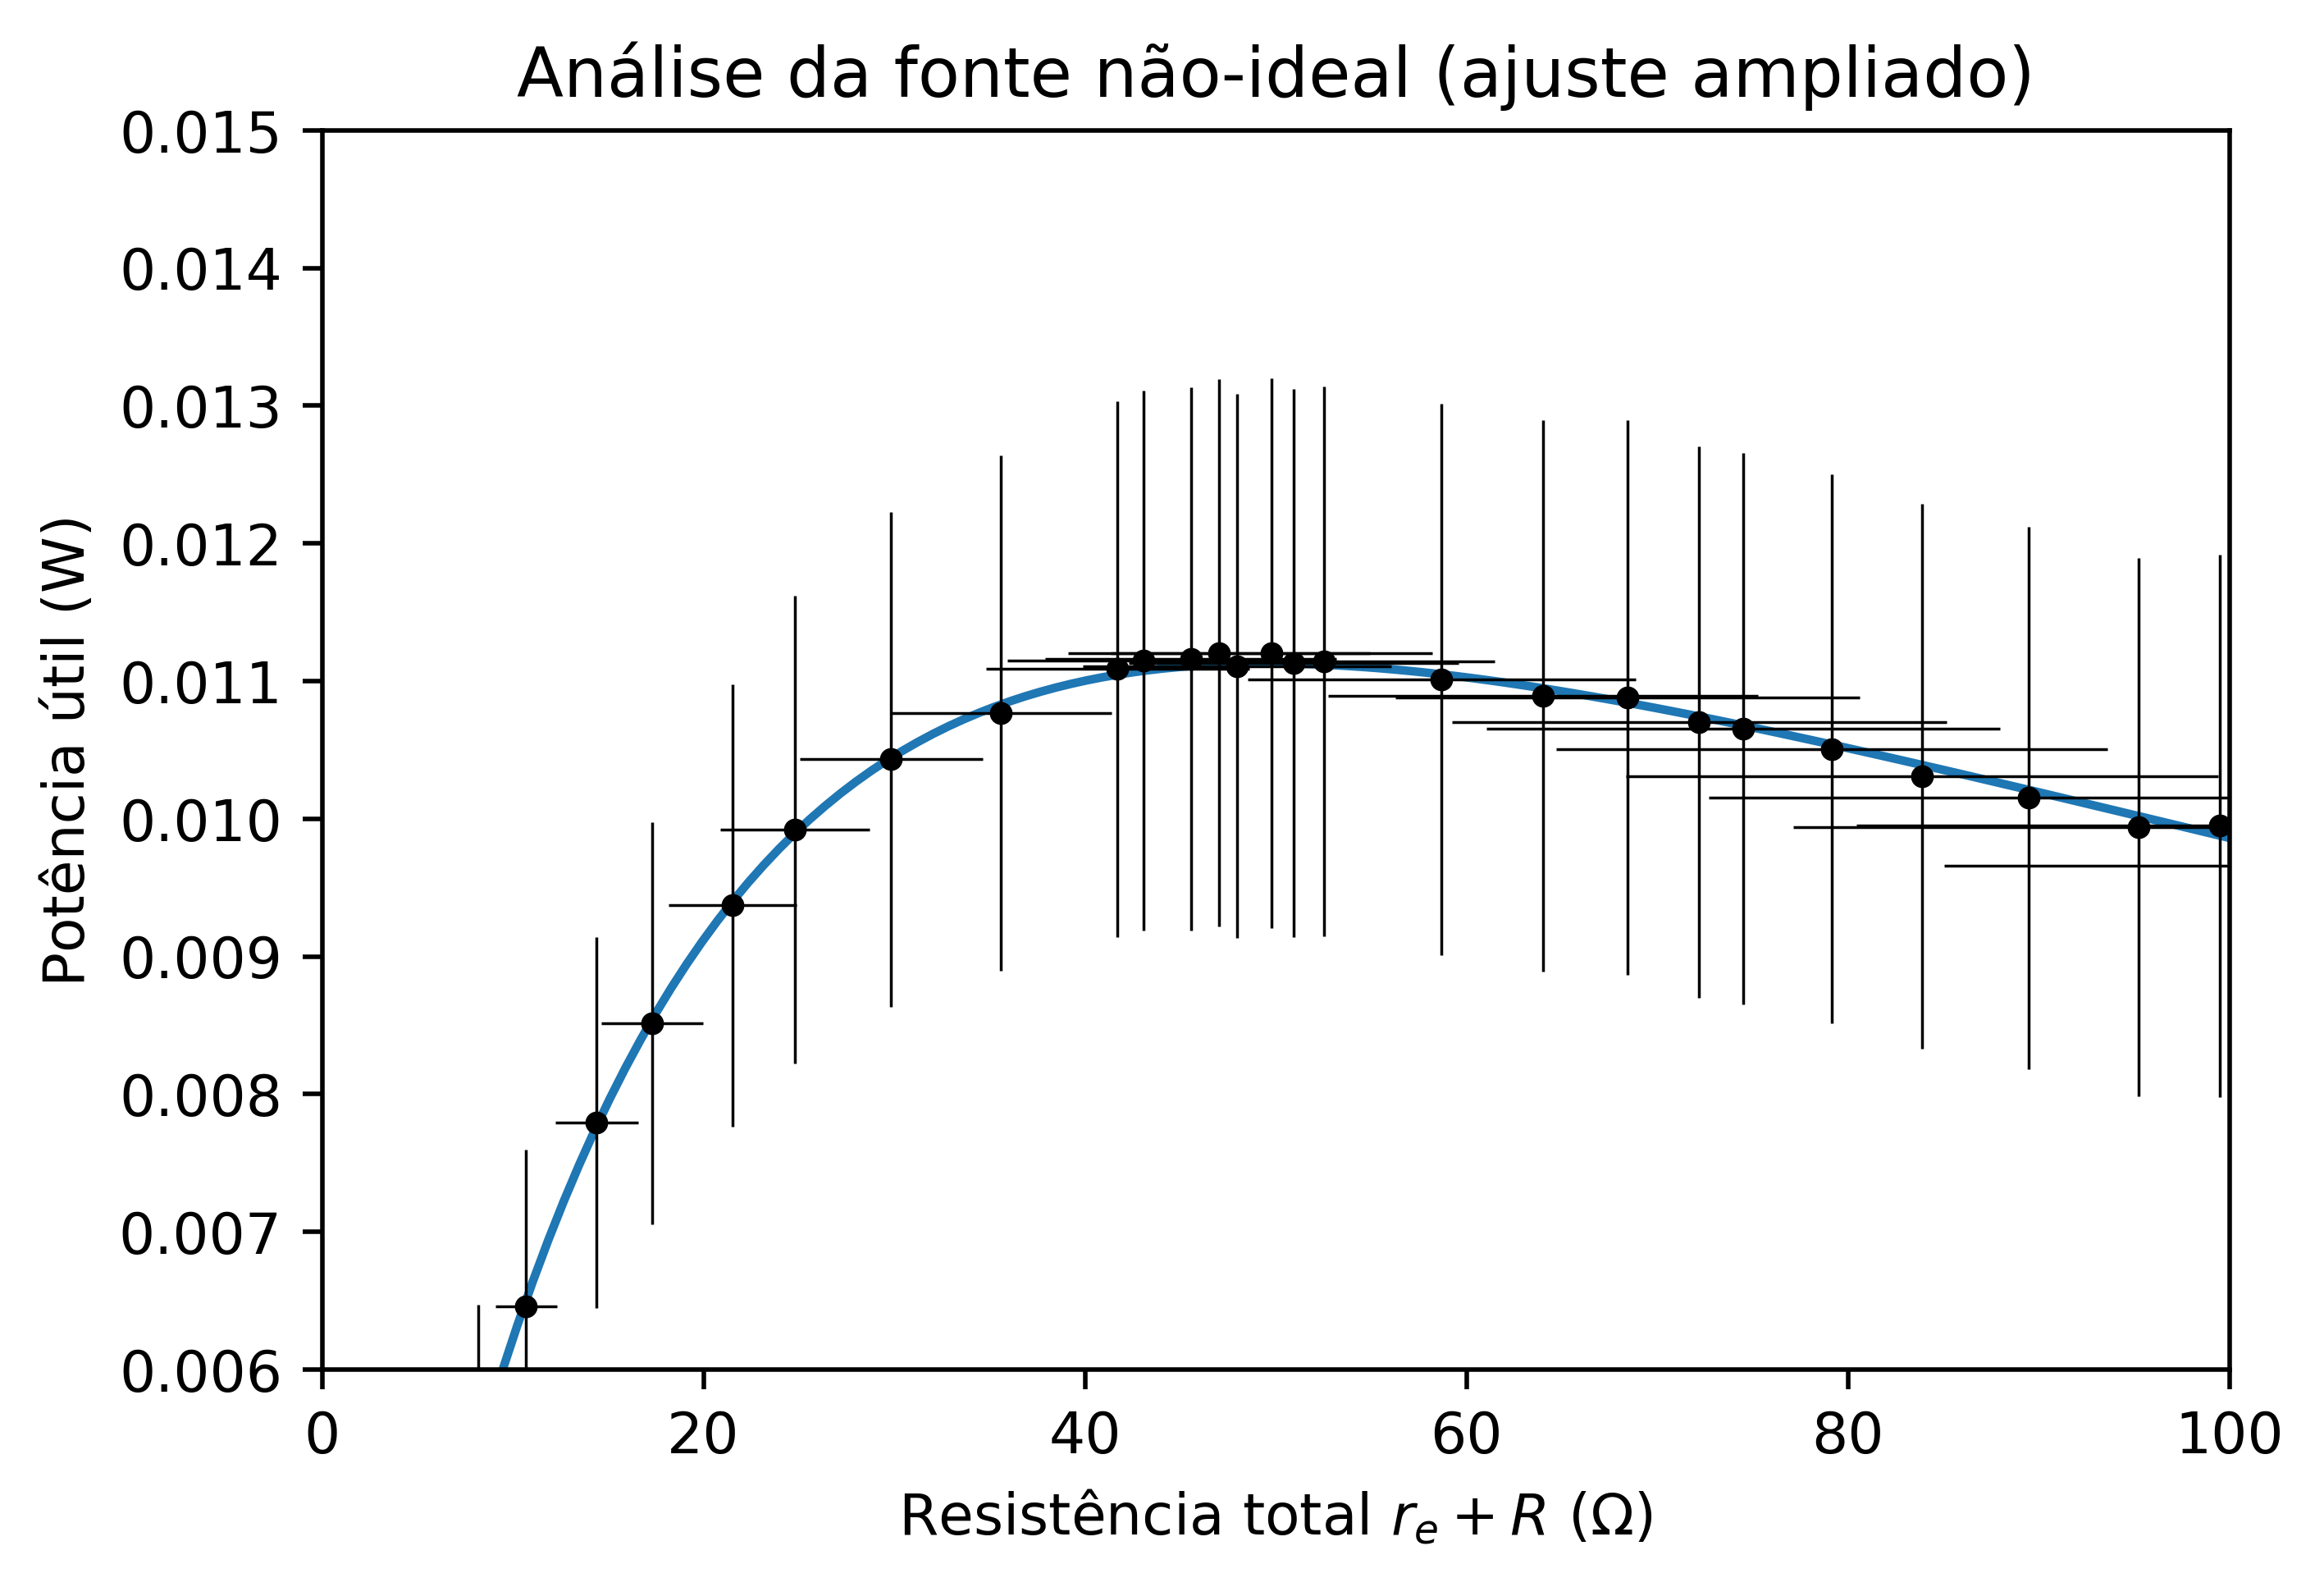 Análise da fonte não-ideal (ajuste ampliado)
0.015
0.014
0.013
0.012
0.011
0.010
0.009
0.008
0.007
0.006
Potência útil (W)
0 20 40 60 80 100
Resistência total rₑ + R (Ω)